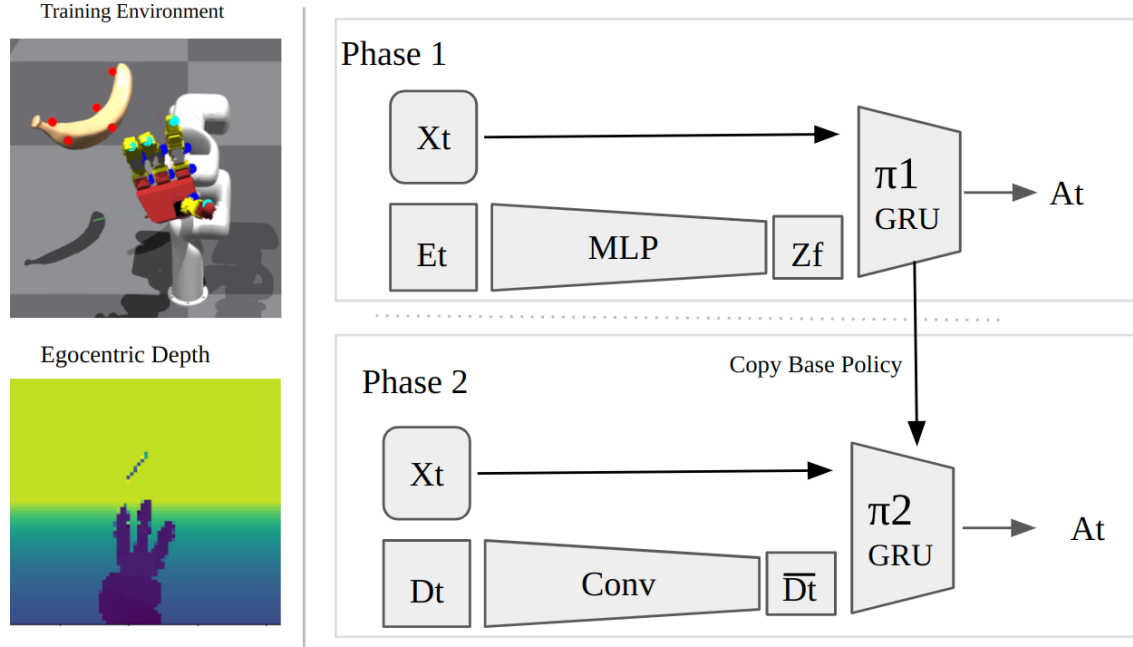 Training Environment
Egocentric Depth
Phase 1
Xt
Et
MLP
Zf
π1
GRU
At
Copy Base Policy
Phase 2
Xt
Dt
Conv
D̅t̅
π2
GRU
At